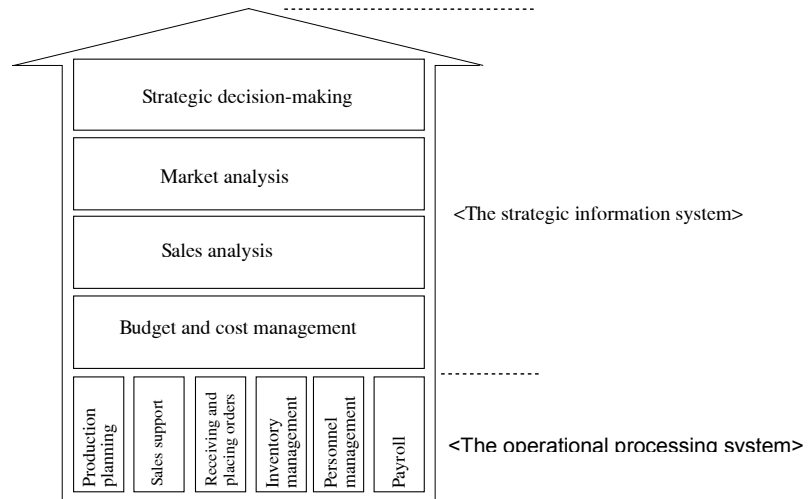 Strategic decision-making
Market analysis
<The strategic information system>
Sales analysis
Budget and cost management
Production
planning
Sales support
Receiving and
placing orders
Inventory
management
Personnel
management
Payroll
<The operational processing system>